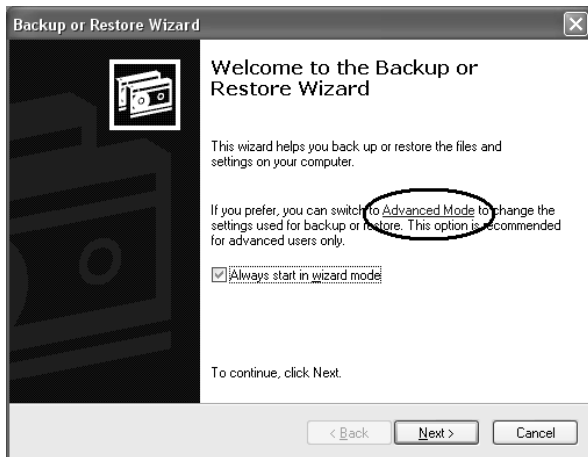 Backup or Restore Wizard
Welcome to the Backup or
Restore Wizard
This wizard helps you back up or restore the files and
settings on your computer.
If you prefer, you can switch to Advanced Mode to change the
settings used for backup or restore. This option is recommended
for advanced users only.
Always start in wizard mode
To continue, click Next.
< Back
Next >
Cancel